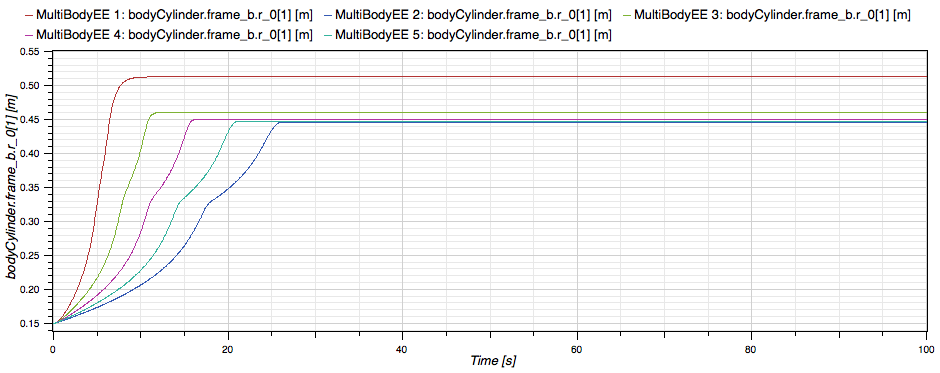 MultiBodyEE 1: bodyCylinder.frame_b.r_0[1] [m] MultiBodyEE 2: bodyCylinder.frame_b.r_0[1] [m] MultiBodyEE 3: bodyCylinder.frame_b.r_0[1] [m]
MultiBodyEE 4: bodyCylinder.frame_b.r_0[1] [m] MultiBodyEE 5: bodyCylinder.frame_b.r_0[1] [m]
bodyCylinder.frame_b.r_0[1] [m]
0.55
0.50
0.45
0.40
0.35
0.30
0.25
0.20
0.15
0 20 40 60 80 100
Time [s]